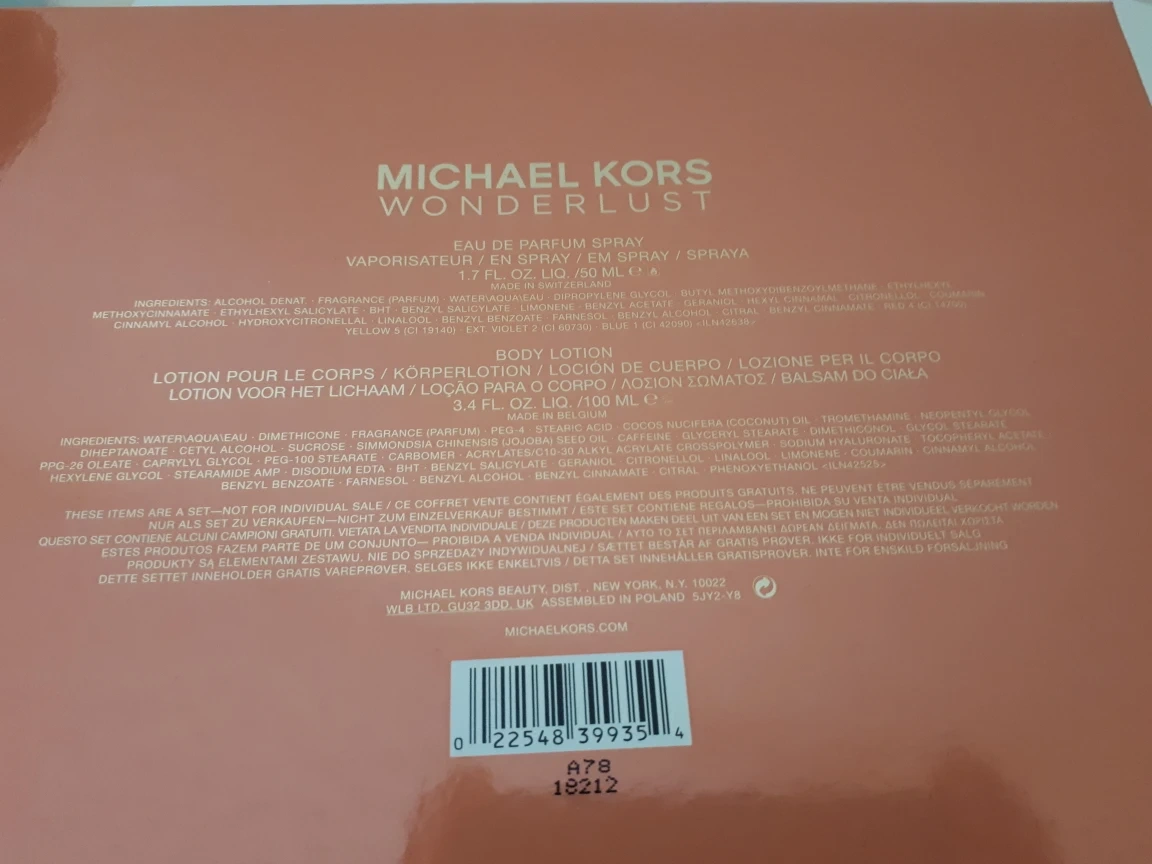 MICHAEL KORS
WONDERLUST
EAU DE PARFUM SPRAY
VAPORISATEUR / EN SPRAY / EM SPRAY / SPRAYA
1.7 FL. OZ. LIQ. /50 ML ℮
MADE IN SWITZERLAND
INGREDIENTS: ALCOHOL DENAT. · FRAGRANCE (PARFUM) · WATER\AQUA\EAU · DIPROPYLENE GLYCOL · BUTYL METHOXYDIBENZOYLMETHANE · ETHYLHEXYL
METHOXYCINNAMATE · ETHYLHEXYL SALICYLATE · BHT · BENZYL SALICYLATE · LIMONENE · BENZYL ACETATE · GERANIOL · HEXYL CINNAMAL · CITRONELLOL · COUMARIN
CINNAMYL ALCOHOL · HYDROXYCITRONELLAL · LINALOOL · BENZYL BENZOATE · FARNESOL · BENZYL ALCOHOL · CITRAL · BENZYL CINNAMATE · RED 4 (CI 14700)
YELLOW 5 (CI 19140) · EXT. VIOLET 2 (CI 60730) · BLUE 1 (CI 42090) <ILN42638>
BODY LOTION
LOTION POUR LE CORPS / KÖRPERLOTION / LOCIÓN DE CUERPO / LOZIONE PER IL CORPO
LOTION VOOR HET LICHAAM / LOÇÃO PARA O CORPO / ΛΟΣΙΟΝ ΣΩΜΑΤΟΣ / BALSAM DO CIAŁA
3.4 FL. OZ. LIQ. /100 ML ℮
MADE IN BELGIUM
INGREDIENTS: WATER\AQUA\EAU · DIMETHICONE · FRAGRANCE (PARFUM) · PEG-4 · STEARIC ACID · COCOS NUCIFERA (COCONUT) OIL · TROMETHAMINE · NEOPENTYL GLYCOL
DIHEPTANOATE · CETYL ALCOHOL · SUCROSE · SIMMONDSIA CHINENSIS (JOJOBA) SEED OIL · CAFFEINE · GLYCERYL STEARATE · DIMETHICONOL · GLYCOL STEARATE
PPG-26 OLEATE · CAPRYLYL GLYCOL · PEG-100 STEARATE · CARBOMER · ACRYLATES/C10-30 ALKYL ACRYLATE CROSSPOLYMER · SODIUM HYALURONATE · TOCOPHERYL ACETATE
HEXYLENE GLYCOL · STEARAMIDE AMP · DISODIUM EDTA · BHT · BENZYL SALICYLATE · GERANIOL · CITRONELLOL · LINALOOL · LIMONENE · COUMARIN · CINNAMYL ALCOHOL
BENZYL BENZOATE · FARNESOL · BENZYL ALCOHOL · BENZYL CINNAMATE · CITRAL · PHENOXYETHANOL <ILN42525>
THESE ITEMS ARE A SET—NOT FOR INDIVIDUAL SALE / CE COFFRET VENTE CONTIENT ÉGALEMENT DES PRODUITS GRATUITS, NE PEUVENT ÊTRE VENDUS SÉPARÉMENT
NUR ALS SET ZU VERKAUFEN—NICHT ZUM EINZELVERKAUF BESTIMMT / ESTE SET CONTIENE REGALOS—PROHIBIDA SU VENTA INDIVIDUAL
QUESTO SET CONTIENE ALCUNI CAMPIONI GRATUITI. VIETATA LA VENDITA INDIVIDUALE / DEZE PRODUCTEN MAKEN DEEL UIT VAN EEN SET EN MOGEN NIET INDIVIDUEEL VERKOCHT WORDEN
ESTES PRODUTOS FAZEM PARTE DE UM CONJUNTO— PROIBIDA A VENDA INDIVIDUAL / ΑΥΤΟ ΤΟ ΣΕΤ ΠΕΡΙΛΑΜΒΑΝΕΙ ΔΩΡΕΑΝ ΔΕΙΓΜΑΤΑ. ΔΕΝ ΠΩΛΕΙΤΑΙ ΧΩΡΙΣΤΑ
PRODUKTY SĄ ELEMENTAMI ZESTAWU, NIE DO SPRZEDAZY INDYWIDUALNEJ / SÆTTET BESTÅR AF GRATIS PRØVER. IKKE FOR INDIVIDUELT SALG
DETTE SETTET INNEHOLDER GRATIS VAREPRØVER. SELGES IKKE ENKELTVIS / DETTA SET INNEHÅLLER GRATISPROVER. INTE FÖR ENSKILD FÖRSÄLJNING
MICHAEL KORS BEAUTY, DIST. , NEW YORK, N.Y. 10022
WLB LTD, GU32 3DD, UK ASSEMBLED IN POLAND 5JY2-Y8
MICHAELKORS.COM
0 22548 39935 4
A78
18212